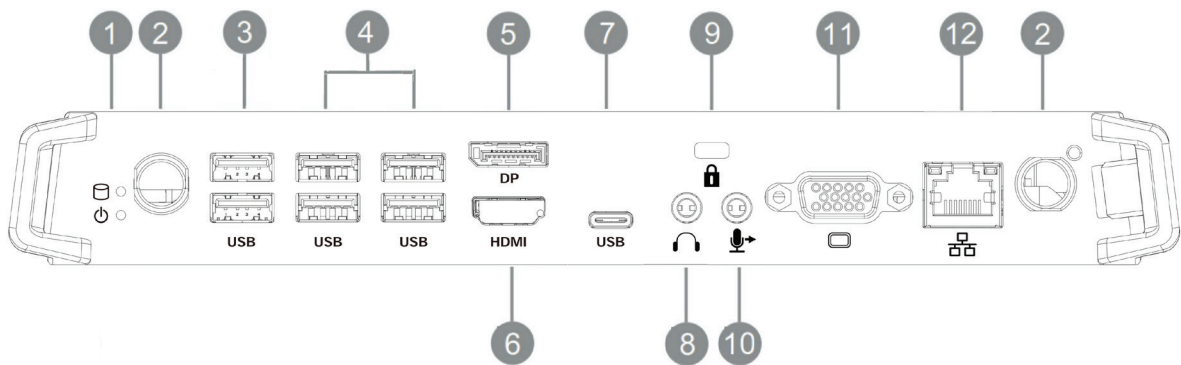 1 2 3 4 5 7 9 11 12 2
DP
USB USB USB HDMI USB
6 8 10